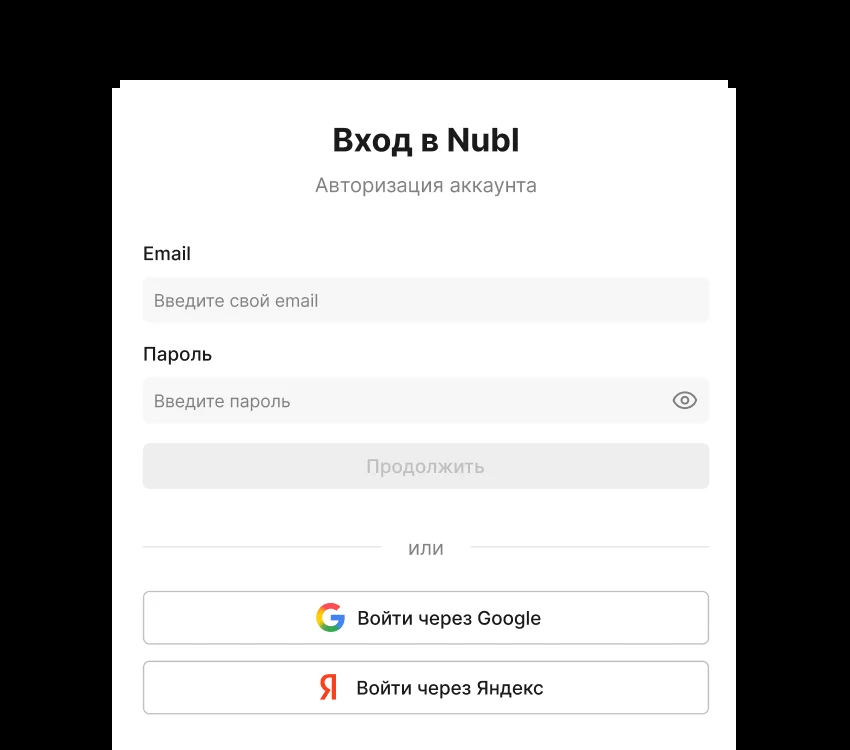 Вход в Nubl
Авторизация аккаунта
Email
Введите свой email
Пароль
Введите пароль
Продолжить
или
Войти через Google
Войти через Яндекс